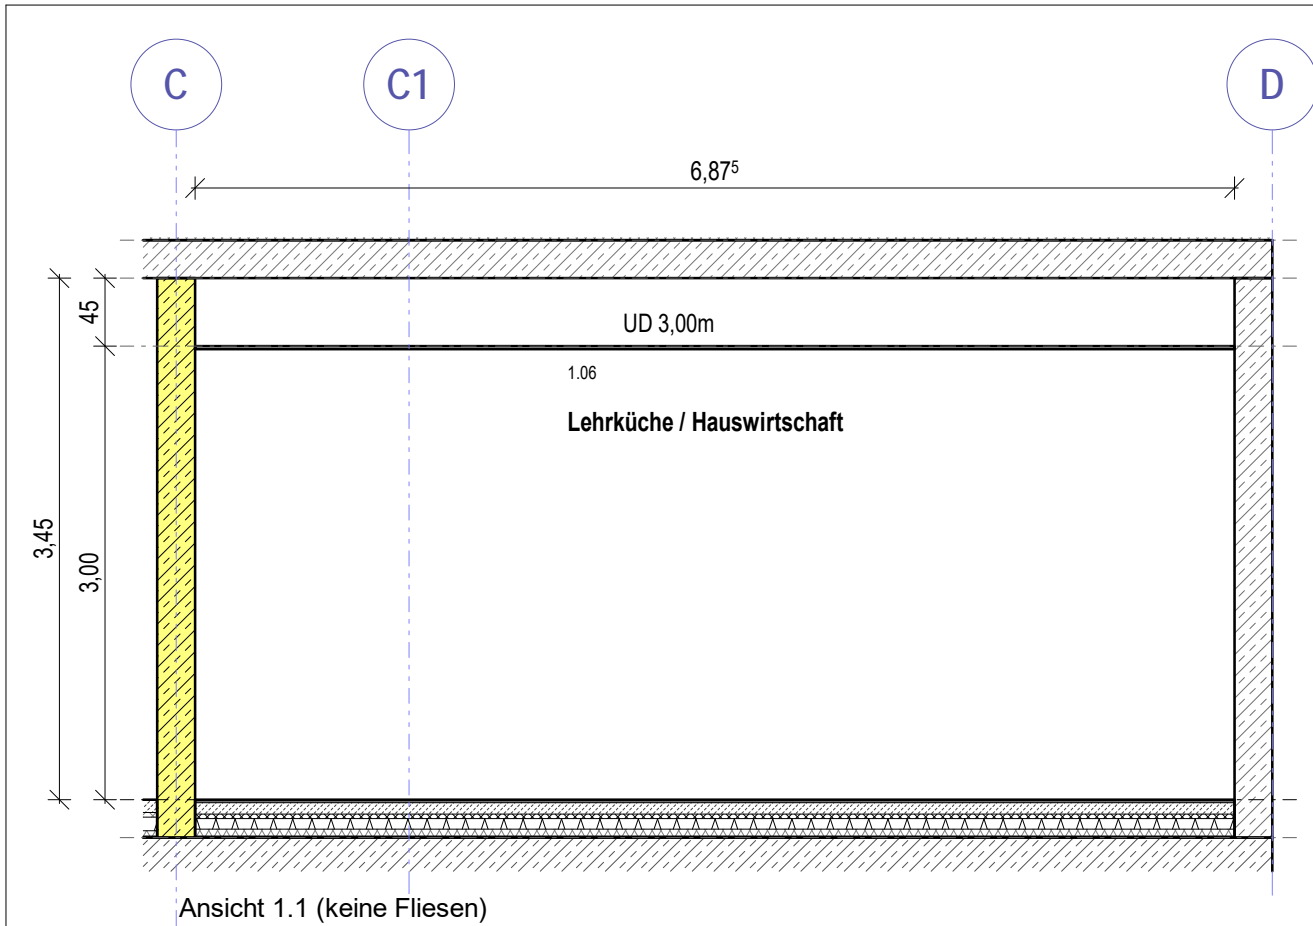 C
C1
D
6,87⁵
45
UD 3,00m
1.06
Lehrküche / Hauswirtschaft
3,45
3,00
Ansicht 1.1 (keine Fliesen)